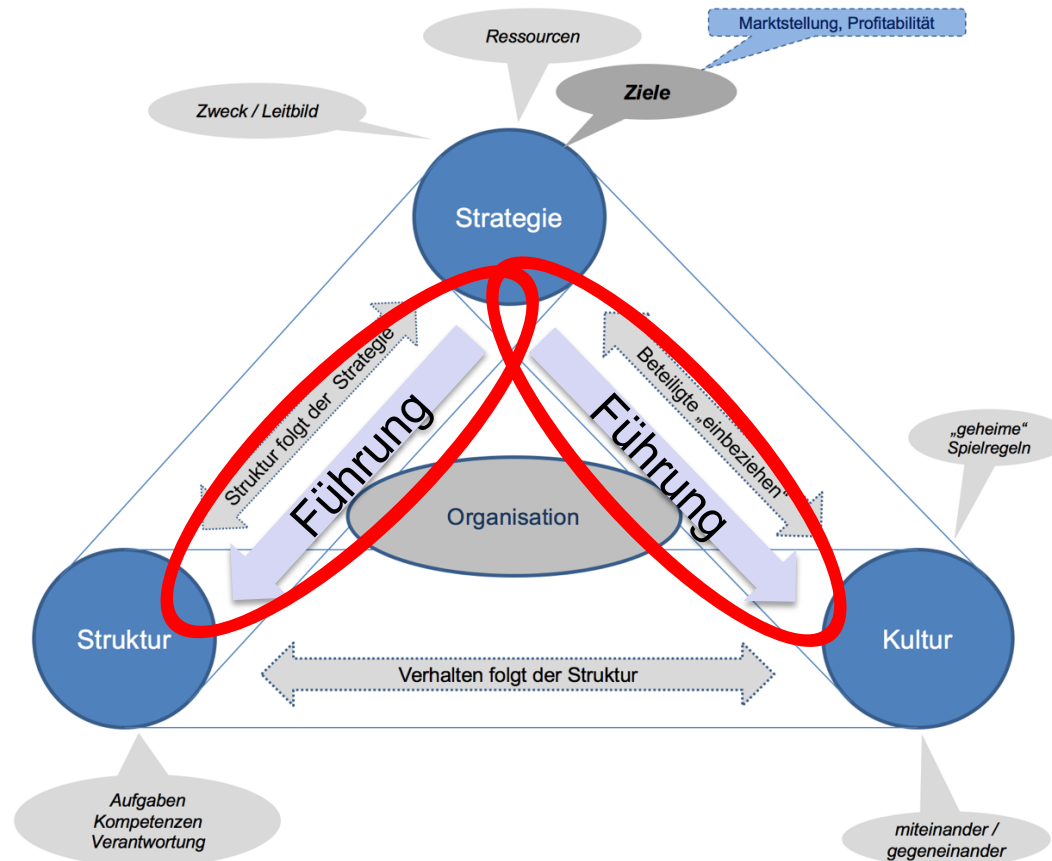 Marktstellung, Profitabilität
Ressourcen
Ziele
Zweck / Leitbild
Strategie
Struktur folgt der Strategie
Führung
Führung
Beteiligte „einbeziehen“
„geheime“
Spielregeln
Organisation
Struktur
Kultur
Verhalten folgt der Struktur
Aufgaben
Kompetenzen
Verantwortung
miteinander /
gegeneinander